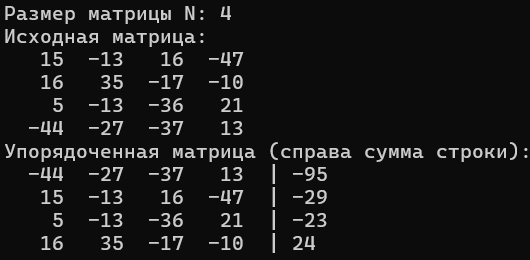 Размер матрицы N: 4
Исходная матрица:
15 -13 16 -47
16 35 -17 -10
5 -13 -36 21
-44 -27 -37 13
Упорядоченная матрица (справа сумма строки):
-44 -27 -37 13 | -95
15 -13 16 -47 | -29
5 -13 -36 21 | -23
16 35 -17 -10 | 24